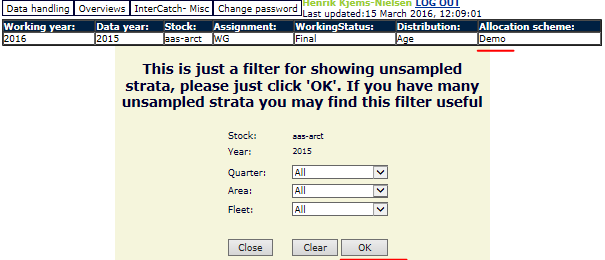 Data handling Overviews InterCatch- Misc Change password Henrik Kjems-Nielsen LOG OUT
Last updated:15 March 2016, 12:09:01
Working year: Data year: Stock: Assignment: WorkingStatus: Distribution: Allocation scheme:
2016 2015 aas-arct WG Final Age Demo
This is just a filter for showing unsampled
strata, please just click 'OK'. If you have many
unsampled strata you may find this filter useful
Stock: aas-arct
Year: 2015
Quarter: All
Area: All
Fleet: All
Close Clear OK